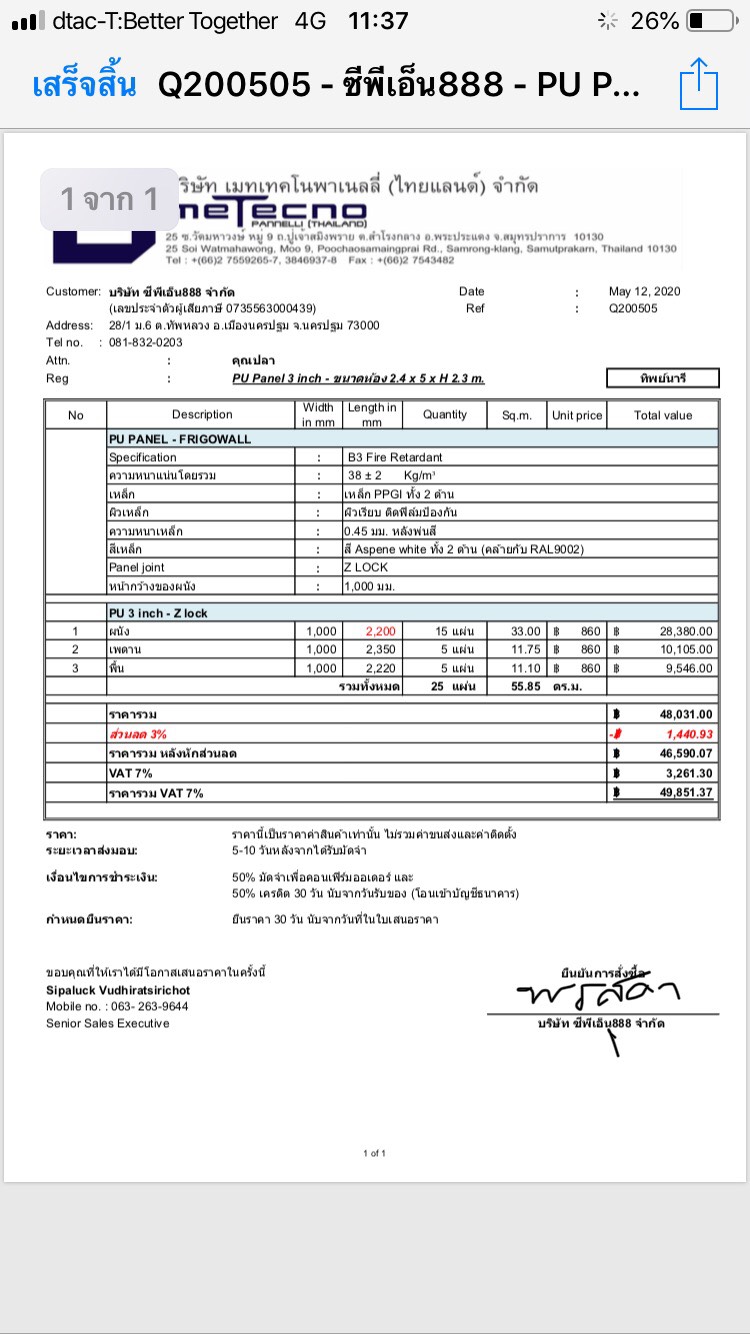 dtac-T:Better Together 4G 11:37 26%
เสร็จสิ้น Q200505 - ซีพีเอ็น888 - PU P...
1 จาก 1
ริษัท เมทเทคโนพาเนลลี่ (ไทยแลนด์) จำกัด
meTecno
PANNELLI (THAILAND)
25 ซ.วัดมหาวงษ์ หมู่ 9 ถ.ปู่เจ้าสมิงพราย ต.สำโรงกลาง อ.พระประแดง จ.สมุทรปราการ 10130
25 Soi Watmahawong, Moo 9, Poochaosamaingprai Rd., Samrong-klang, Samutprakarn, Thailand 10130
Tel : +(66)2 7559265-7, 3846937-8 Fax : +(66)2 7543482
Customer: บริษัท ซีพีเอ็น888 จำกัด Date : May 12, 2020
(เลขประจำตัวผู้เสียภาษี 0735563000439) Ref : Q200505
Address: 28/1 ม.6 ต.ทัพหลวง อ.เมืองนครปฐม จ.นครปฐม 73000
Tel no. : 081-832-0203
Attn. : คุณปลา
Reg : PU Panel 3 inch - ขนาดห้อง 2.4 x 5 x H 2.3 m. ทิพย์นารี
No Description Width in mm Length in mm Quantity Sq.m. Unit price Total value
PU PANEL - FRIGOWALL
Specification : B3 Fire Retardant
ความหนาแน่นโดยรวม : 38 ± 2 Kg/m³
เหล็ก : เหล็ก PPGI ทั้ง 2 ด้าน
ผิวเหล็ก : ผิวเรียบ ติดฟิล์มป้องกัน
ความหนาเหล็ก : 0.45 มม. หลังพ่นสี
สีเหล็ก : สี Aspene white ทั้ง 2 ด้าน (คล้ายกับ RAL9002)
Panel joint : Z LOCK
หน้ากว้างของผนัง : 1,000 มม.
PU 3 inch - Z lock
1 ผนัง 1,000 2,200 15 แผ่น 33.00 ฿ 860 ฿ 28,380.00
2 เพดาน 1,000 2,350 5 แผ่น 11.75 ฿ 860 ฿ 10,105.00
3 พื้น 1,000 2,220 5 แผ่น 11.10 ฿ 860 ฿ 9,546.00
รวมทั้งหมด 25 แผ่น 55.85 ตร.ม.
ราคารวม ฿ 48,031.00
ส่วนลด 3% -฿ 1,440.93
ราคารวม หลังหักส่วนลด ฿ 46,590.07
VAT 7% ฿ 3,261.30
ราคารวม VAT 7% ฿ 49,851.37
ราคา: ราคานี้เป็นราคาค่าสินค้าเท่านั้น ไม่รวมค่าขนส่งและค่าติดตั้ง
ระยะเวลาส่งมอบ: 5-10 วันหลังจากได้รับมัดจำ
เงื่อนไขการชำระเงิน: 50% มัดจำเพื่อคอนเฟิร์มออเดอร์ และ
50% เครดิต 30 วัน นับจากวันรับของ (โอนเข้าบัญชีธนาคาร)
กำหนดยืนราคา: ยืนราคา 30 วัน นับจากวันที่ในใบเสนอราคา
ขอบคุณที่ให้เราได้มีโอกาสเสนอราคาในครั้งนี้ ยืนยันการสั่งซื้อ
Sipaluck Vudhiratsirichot พรสุดา
Mobile no. : 063- 263-9644
Senior Sales Executive บริษัท ซีพีเอ็น888 จำกัด
1 of 1